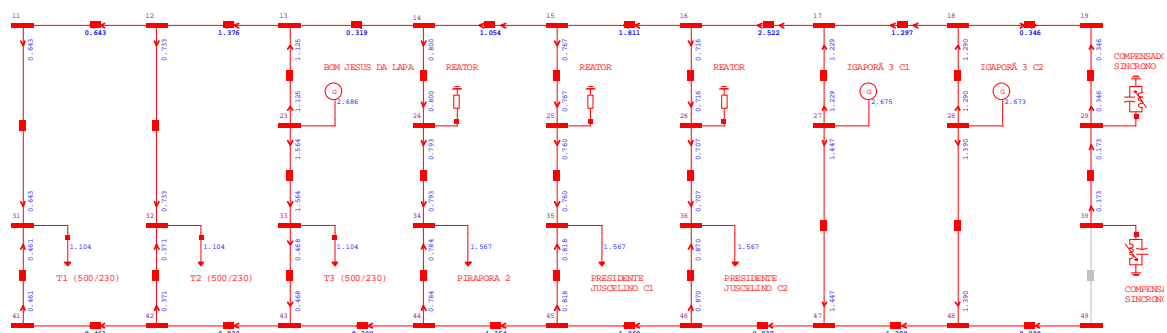 11 12 13 14 15 16 17 18 19
0.643 1.376 0.319 1.054 1.811 2.522 1.297 0.346
0.643 0.733 1.125 0.800 0.767 0.716 1.229 1.290 0.346
BOM JESUS DA LAPA REATOR REATOR REATOR IGAPORÃ 3 C1 IGAPORÃ 3 C2
COMPENSADO
SINCRONO
G 2.686 G 2.675 G 2.673
1.125 0.800 0.767 0.716 1.229 1.290 0.346
23 24 25 26 27 28 29
1.564 0.793 0.760 0.707 1.447 1.390 0.173
0.643 0.733 1.564 0.793 0.760 0.707 0.173
31 32 33 34 35 36 39
0.461 0.371 0.468 0.784 0.818 0.870
1.104 1.104 1.104 1.567 1.567 1.567
T1 (500/230) T2 (500/230) T3 (500/230) PIRAPORA 2
PRESIDENTE
JUSCELINO C1
PRESIDENTE
JUSCELINO C2
COMPENSA
SINCRONO
0.461 0.371 0.468 0.784 0.818 0.870 1.447 1.390
41 42 43 44 45 46 47 48 49